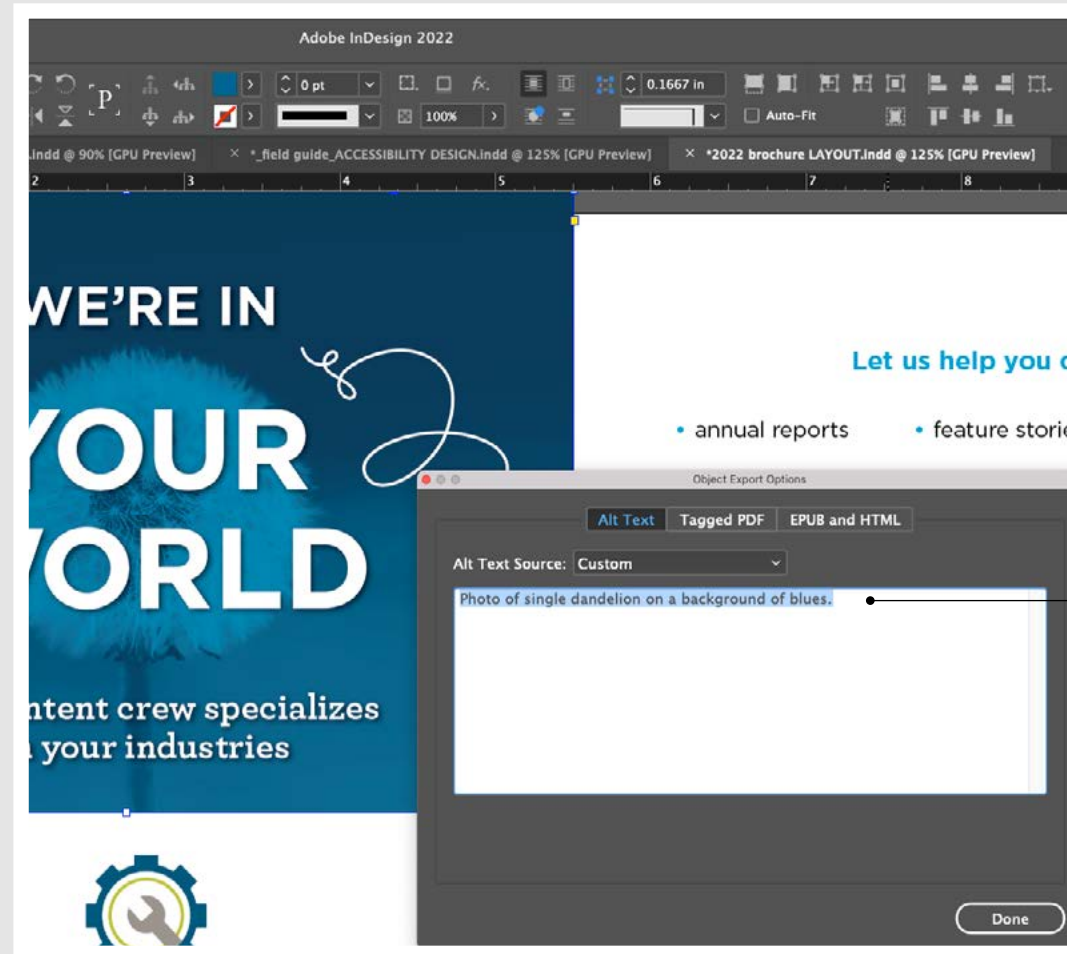 Adobe InDesign 2022
P 0 pt fx. 0.1667 in
100% Auto-Fit
.indd @ 90% [GPU Preview] × *_field guide_ACCESSIBILITY DESIGN.indd @ 125% [GPU Preview] × *2022 brochure LAYOUT.indd @ 125% [GPU Preview]
2 3 4 5 6 7 8
WE’RE IN
YOUR
WORLD
ntent crew specializes
your industries
Let us help you
• annual reports • feature storie
Object Export Options
Alt Text Tagged PDF EPUB and HTML
Alt Text Source: Custom
Photo of single dandelion on a background of blues.
Done